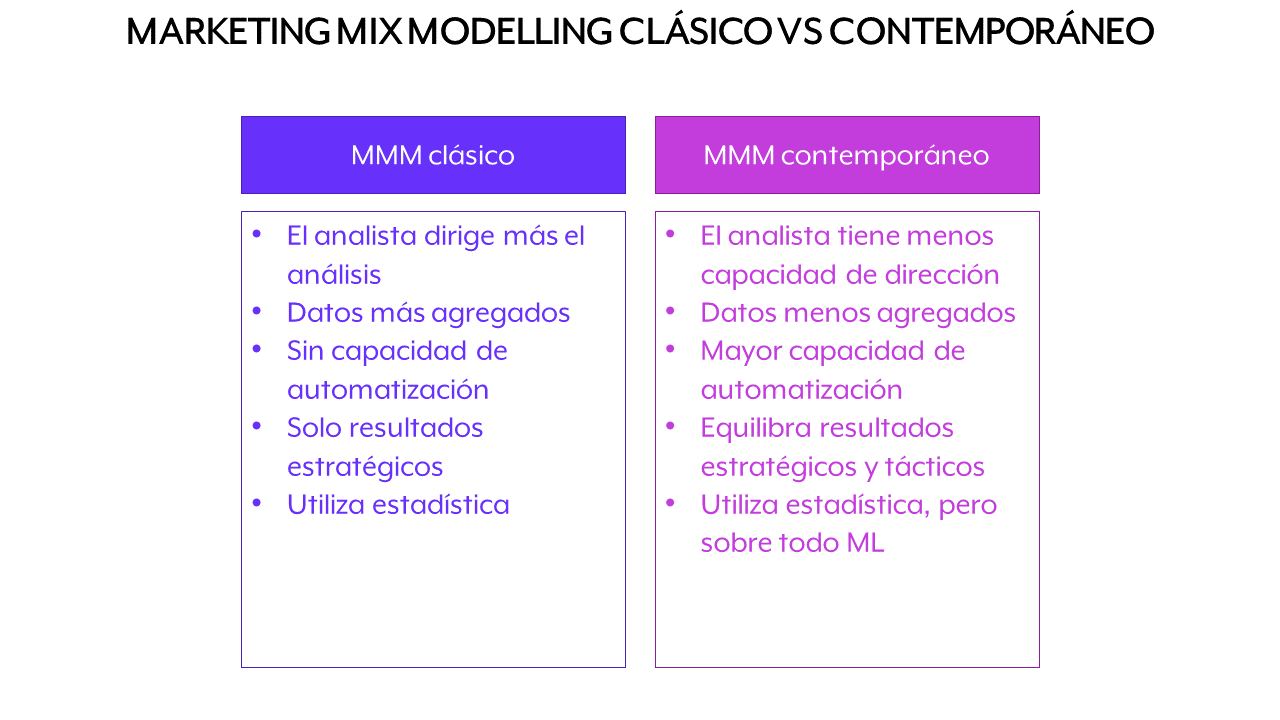 MARKETING MIX MODELLING CLÁSICO VS CONTEMPORÁNEO
MMM clásico
• El analista dirige más el
análisis
• Datos más agregados
• Sin capacidad de
automatización
• Solo resultados
estratégicos
• Utiliza estadística
MMM contemporáneo
• El analista tiene menos
capacidad de dirección
• Datos menos agregados
• Mayor capacidad de
automatización
• Equilibra resultados
estratégicos y tácticos
• Utiliza estadística, pero
sobre todo ML